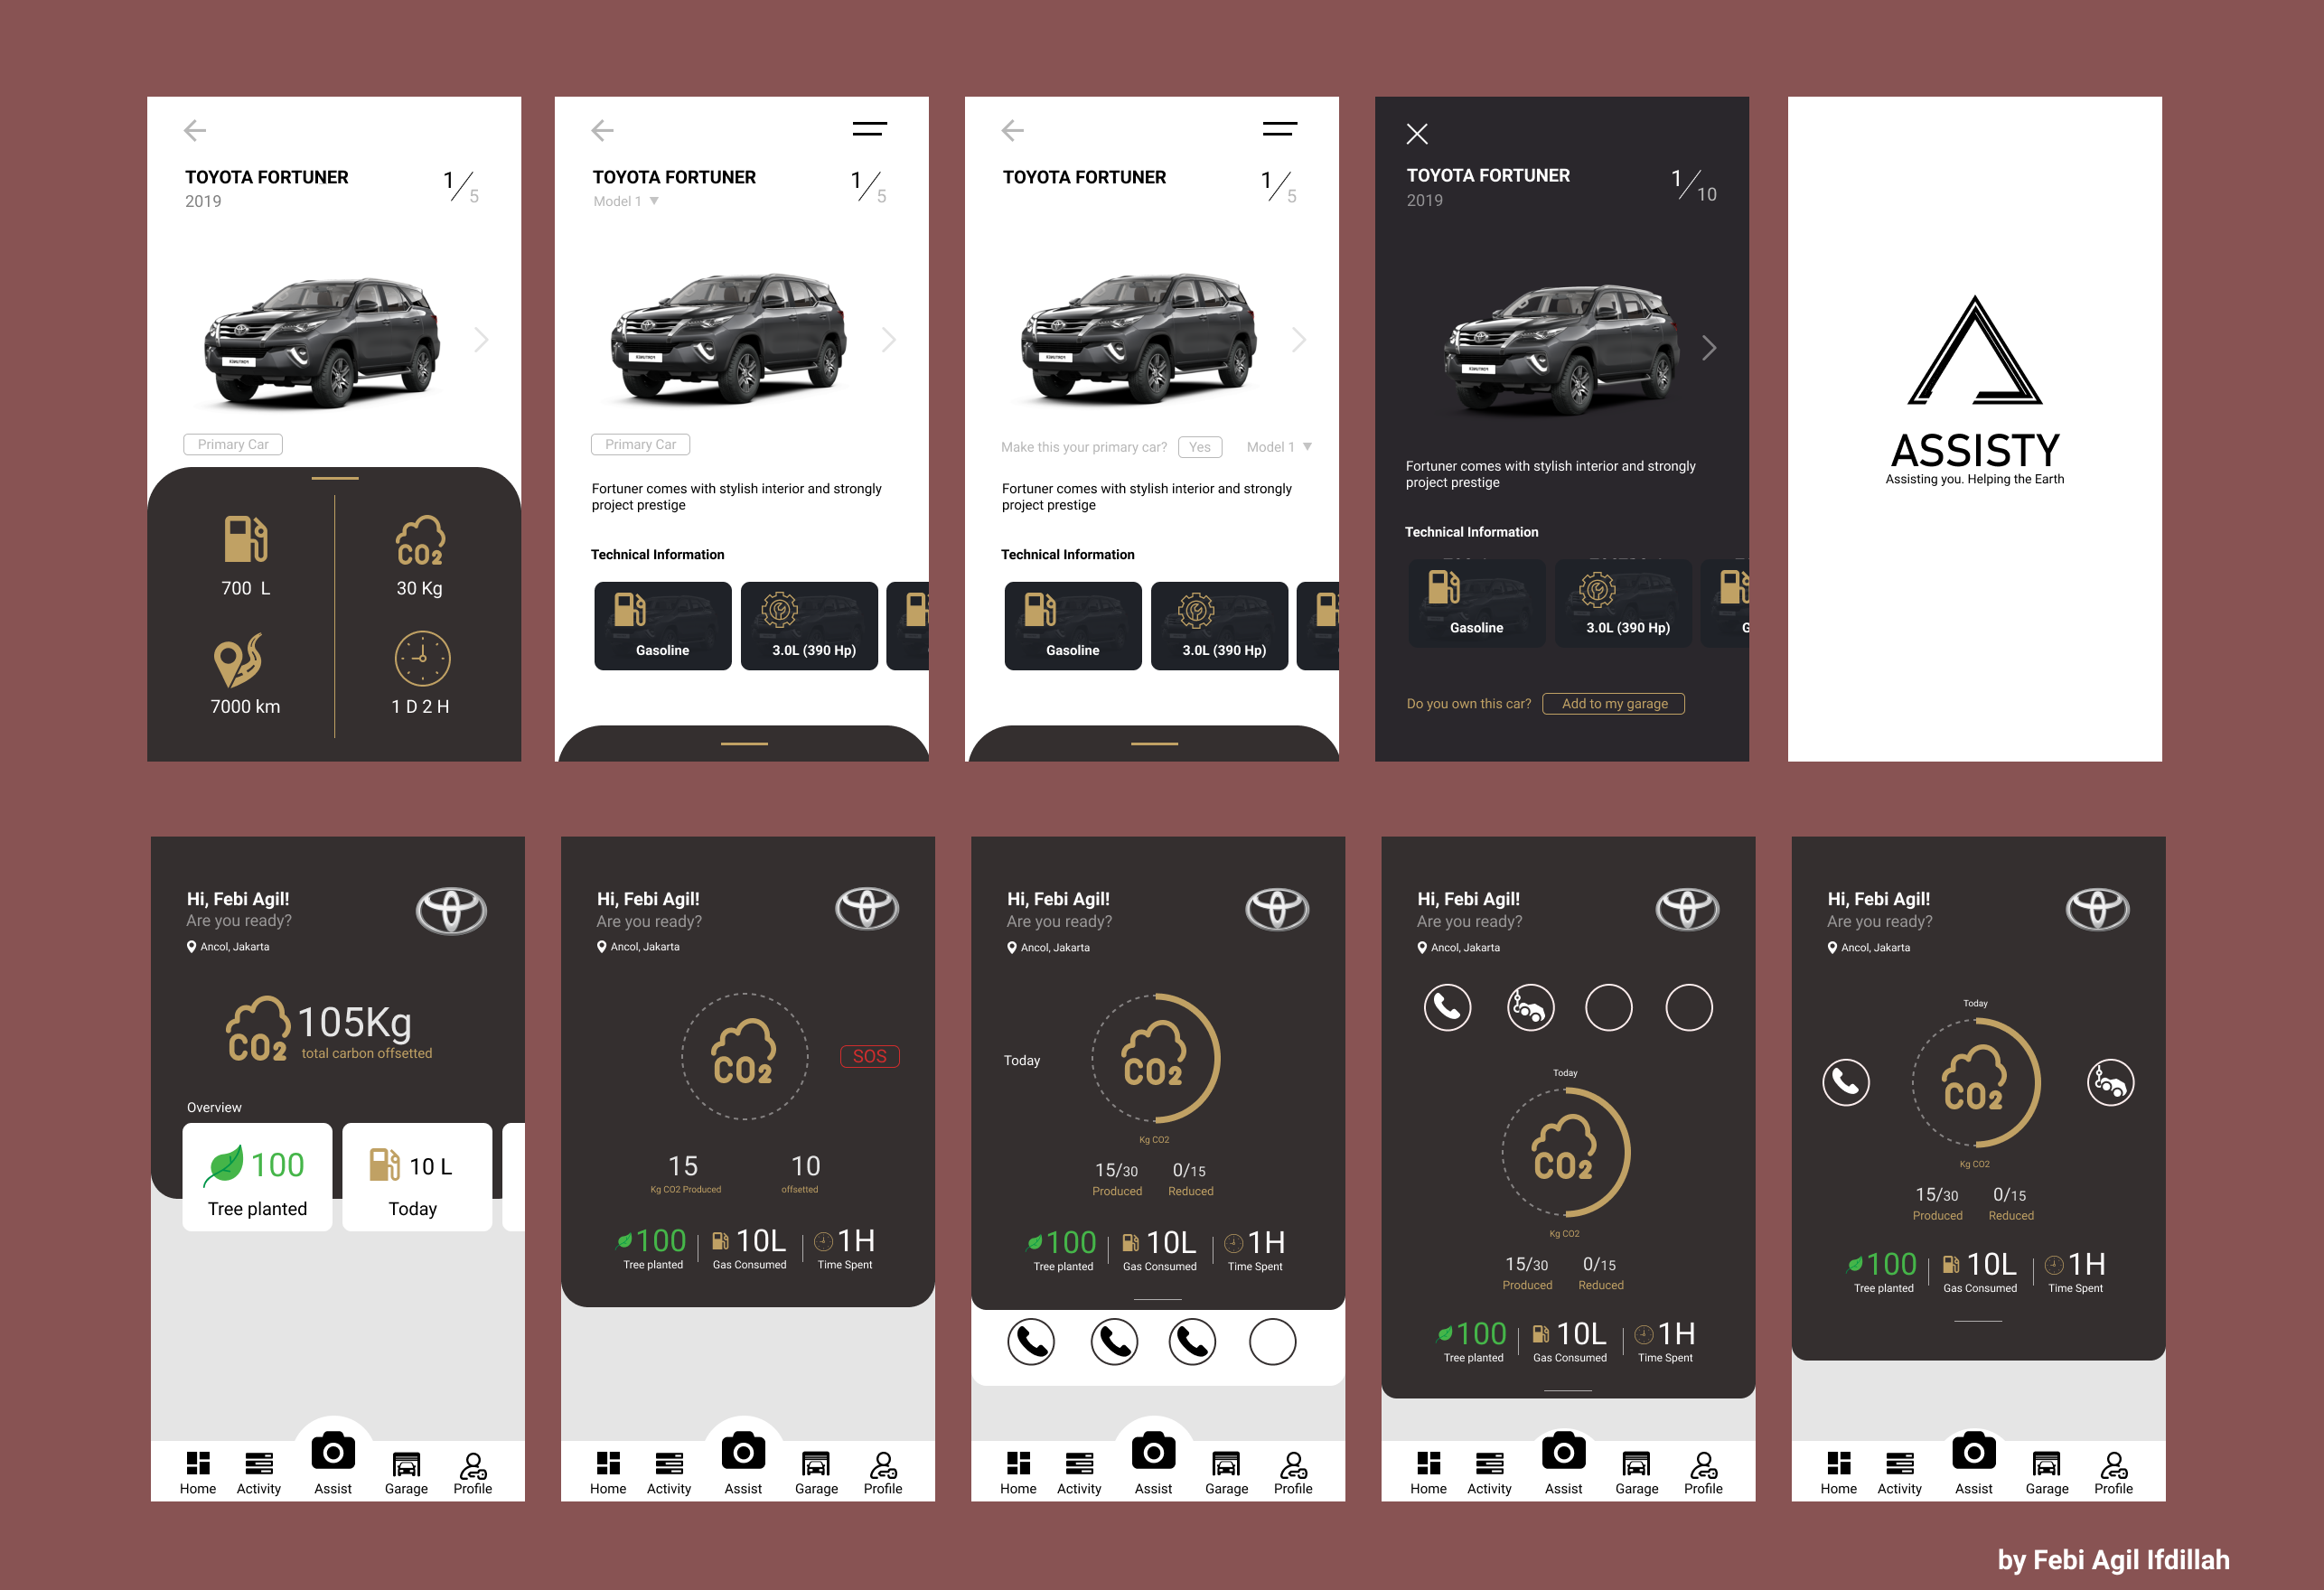 TOYOTA FORTUNER
2019
1/5
Primary Car
CO2
700 L
30 Kg
7000 km
1 D 2 H
TOYOTA FORTUNER
Model 1 ▼
1/5
Primary Car
Fortuner comes with stylish interior and strongly
project prestige
Technical Information
Gasoline
3.0L (390 Hp)
TOYOTA FORTUNER
1/5
Make this your primary car? Yes Model 1 ▼
Fortuner comes with stylish interior and strongly
project prestige
Technical Information
Gasoline
3.0L (390 Hp)
TOYOTA FORTUNER
2019
1/10
Fortuner comes with stylish interior and strongly
project prestige
Technical Information
Gasoline
3.0L (390 Hp)
G
Do you own this car? Add to my garage
ASSISTY
Assisting you. Helping the Earth
Hi, Febi Agil!
Are you ready?
Ancol, Jakarta
CO2
105Kg
total carbon offsetted
Overview
100
Tree planted
10 L
Today
Home Activity Assist Garage Profile
Hi, Febi Agil!
Are you ready?
Ancol, Jakarta
CO2
SOS
15
Kg CO2 Produced
10
offsetted
100 10L 1H
Tree planted Gas Consumed Time Spent
Home Activity Assist Garage Profile
Hi, Febi Agil!
Are you ready?
Ancol, Jakarta
Today
CO2
Kg CO2
15/30 0/15
Produced Reduced
100 10L 1H
Tree planted Gas Consumed Time Spent
Home Activity Assist Garage Profile
Hi, Febi Agil!
Are you ready?
Ancol, Jakarta
Today
CO2
Kg CO2
15/30 0/15
Produced Reduced
100 10L 1H
Tree planted Gas Consumed Time Spent
Home Activity Assist Garage Profile
Hi, Febi Agil!
Are you ready?
Ancol, Jakarta
Today
CO2
Kg CO2
15/30 0/15
Produced Reduced
100 10L 1H
Tree planted Gas Consumed Time Spent
Home Activity Assist Garage Profile
by Febi Agil Ifdillah